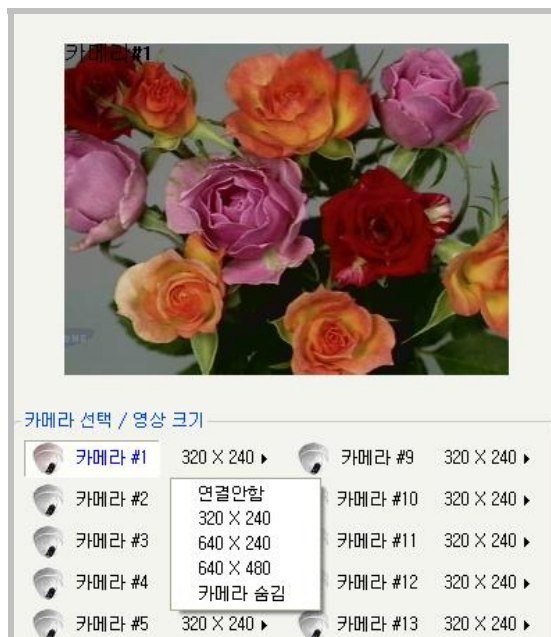 카메라#1
카메라 선택 / 영상 크기
카메라 #1 320 X 240 카메라 #9 320 X 240
카메라 #2 연결안함 카메라 #10 320 X 240
320 X 240
카메라 #3 640 X 240 카메라 #11 320 X 240
640 X 480
카메라 #4 카메라 숨김 카메라 #12 320 X 240
카메라 #5 320 X 240 카메라 #13 320 X 240